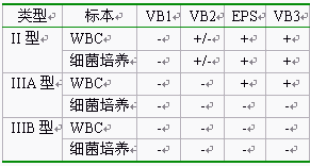 类型 标本 VB1 VB2 EPS VB3
II 型 WBC - +/- + +
细菌培养 - +/- + +
IIIA 型 WBC - - + +
细菌培养 - - - -
IIIB 型 WBC - - - -
细菌培养 - - - -